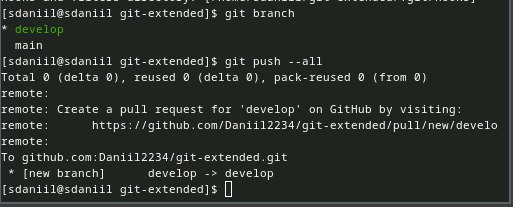 [sdaniil@sdaniil git-extended]$ git branch
* develop
  main
[sdaniil@sdaniil git-extended]$ git push --all
Total 0 (delta 0), reused 0 (delta 0), pack-reused 0 (from 0)
remote:
remote: Create a pull request for 'develop' on GitHub by visiting:
remote:      https://github.com/Daniil2234/git-extended/pull/new/develo
remote:
To github.com:Daniil2234/git-extended.git
 * [new branch]      develop -> develop
[sdaniil@sdaniil git-extended]$